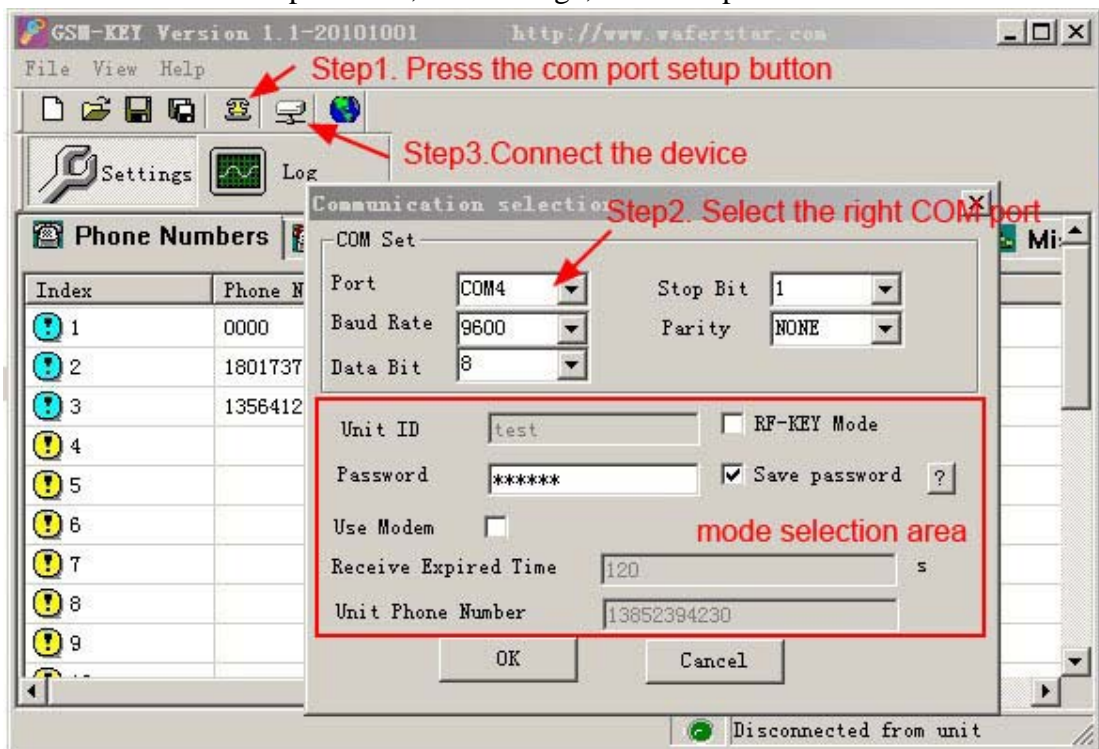 GSM-KEY Version 1.1-20101001 http://www.waferstar.com
File View Help
Step1. Press the com port setup button
Step3.Connect the device
Settings Log
Communication selection
Step2. Select the right COM port
Phone Numbers
COM Set
Index Phone N
Port COM4 Stop Bit 1
Baud Rate 9600 Parity NONE
Data Bit 8
1 0000
2 1801737
3 1356412
4
5
6
7
8
9
Unit ID test RF-KEY Mode
Password ****** Save password ?
Use Modem
mode selection area
Receive Expired Time 120 s
Unit Phone Number 13852394230
OK Cancel
Disconnected from unit